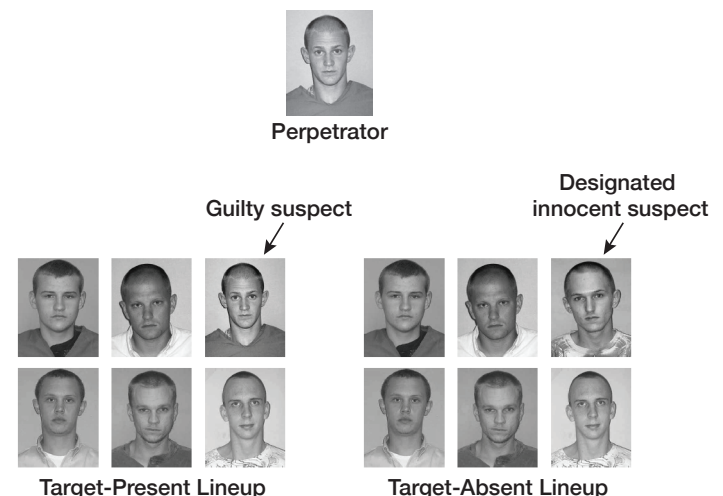 Perpetrator
Guilty suspect
Designated
innocent suspect
Target-Present Lineup
Target-Absent Lineup